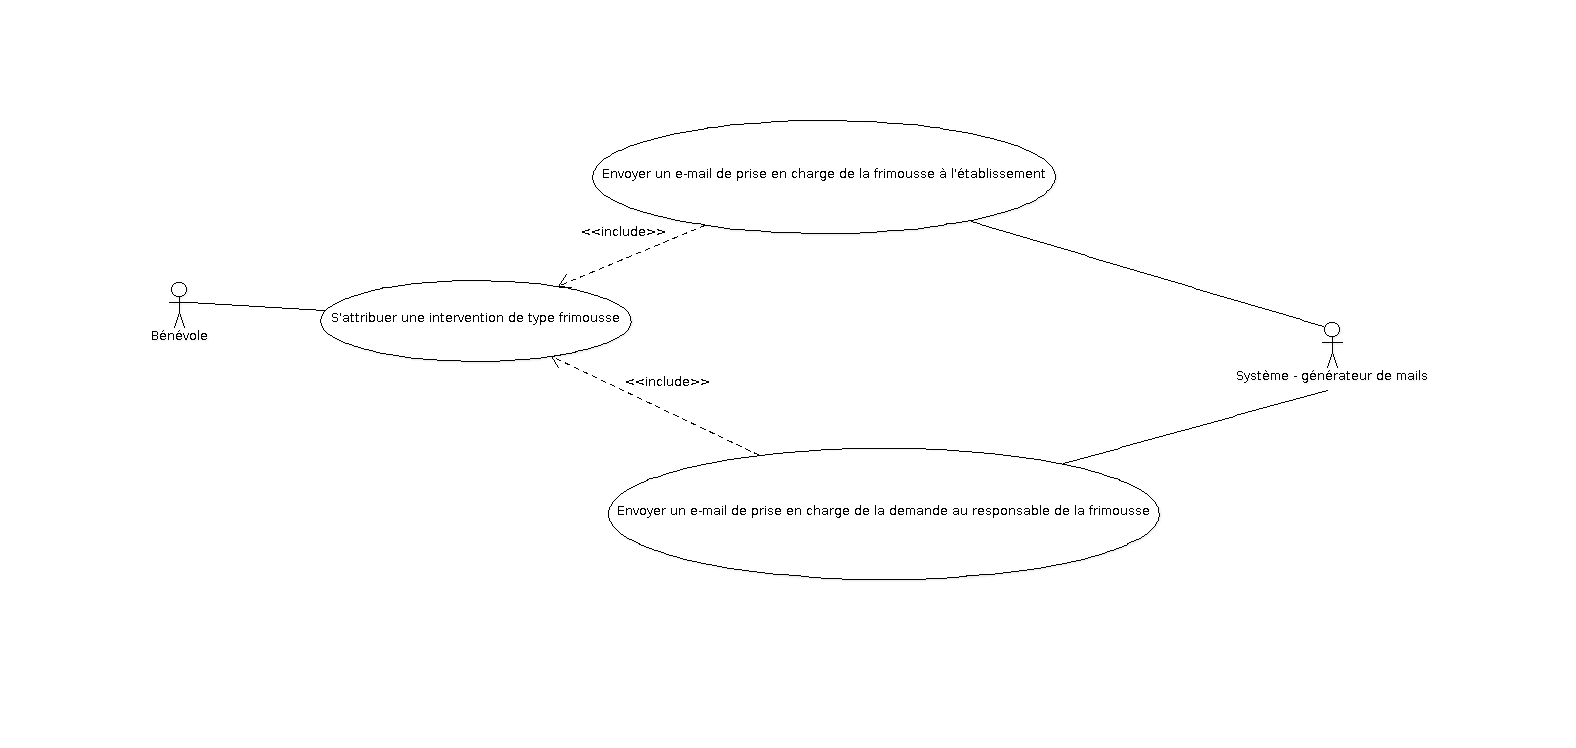 Envoyer un e-mail de prise en charge de la frimousse à l'établissement
<<include>>
Bénévole
S'attribuer une intervention de type frimousse
Système - générateur de mails
<<include>>
Envoyer un e-mail de prise en charge de la demande au responsable de la frimousse